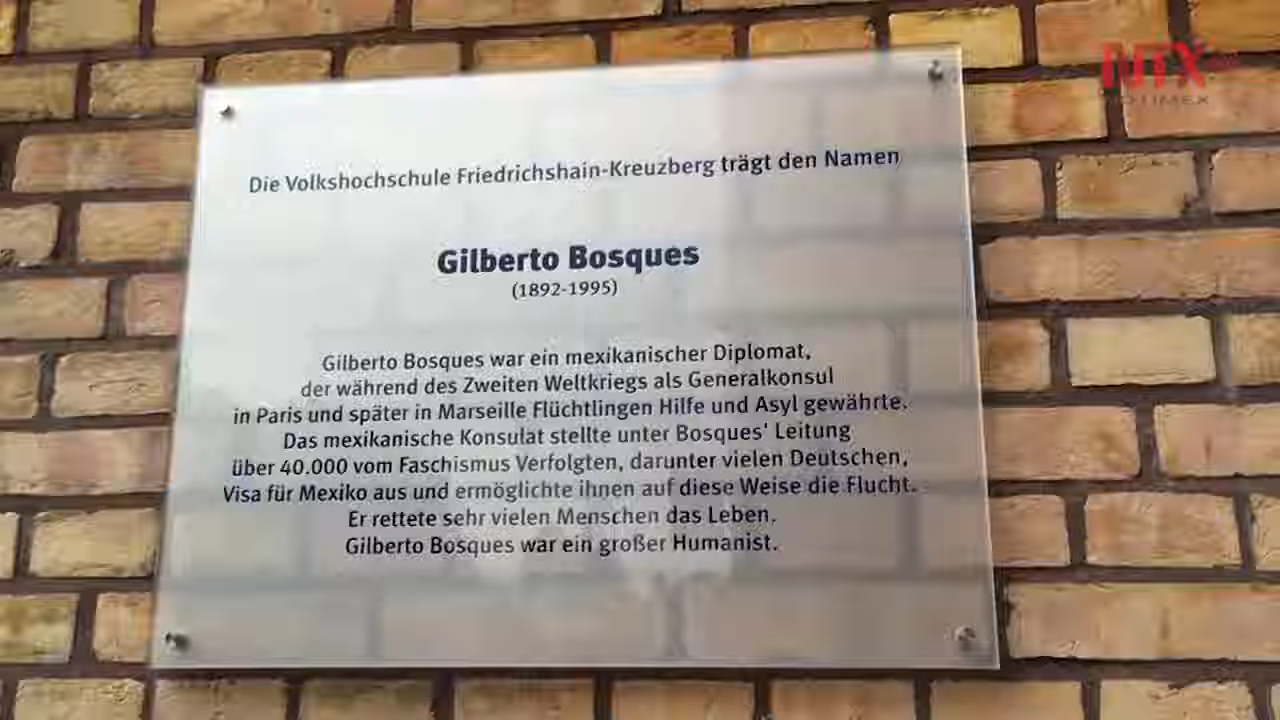 NTX
NOTIMEX
Die Volkshochschule Friedrichshain-Kreuzberg trägt den Namen
Gilberto Bosques
(1892-1995)
Gilberto Bosques war ein mexikanischer Diplomat,
der während des Zweiten Weltkriegs als Generalkonsul
in Paris und später in Marseille Flüchtlingen Hilfe und Asyl gewährte.
Das mexikanische Konsulat stellte unter Bosques' Leitung
über 40.000 vom Faschismus Verfolgten, darunter vielen Deutschen,
Visa für Mexiko aus und ermöglichte ihnen auf diese Weise die Flucht.
Er rettete sehr vielen Menschen das Leben.
Gilberto Bosques war ein großer Humanist.